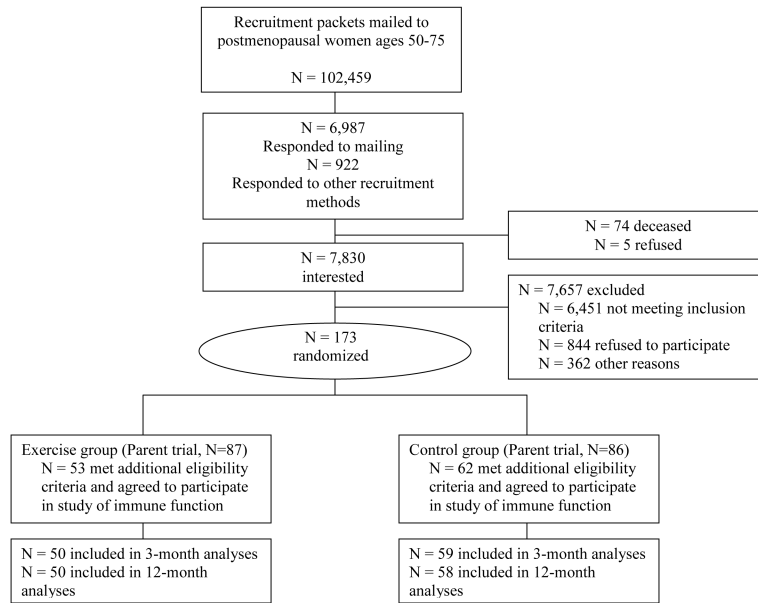 Recruitment packets mailed to
postmenopausal women ages 50-75
N = 102,459
N = 6,987
Responded to mailing
N = 922
Responded to other recruitment
methods
N = 74 deceased
N = 5 refused
N = 7,830
interested
N = 7,657 excluded
N = 6,451 not meeting inclusion
criteria
N = 844 refused to participate
N = 362 other reasons
N = 173
randomized
Exercise group (Parent trial, N=87)
N = 53 met additional eligibility
criteria and agreed to participate
in study of immune function
Control group (Parent trial, N=86)
N = 62 met additional eligibility
criteria and agreed to participate
in study of immune function
N = 50 included in 3-month analyses
N = 50 included in 12-month
analyses
N = 59 included in 3-month analyses
N = 58 included in 12-month
analyses